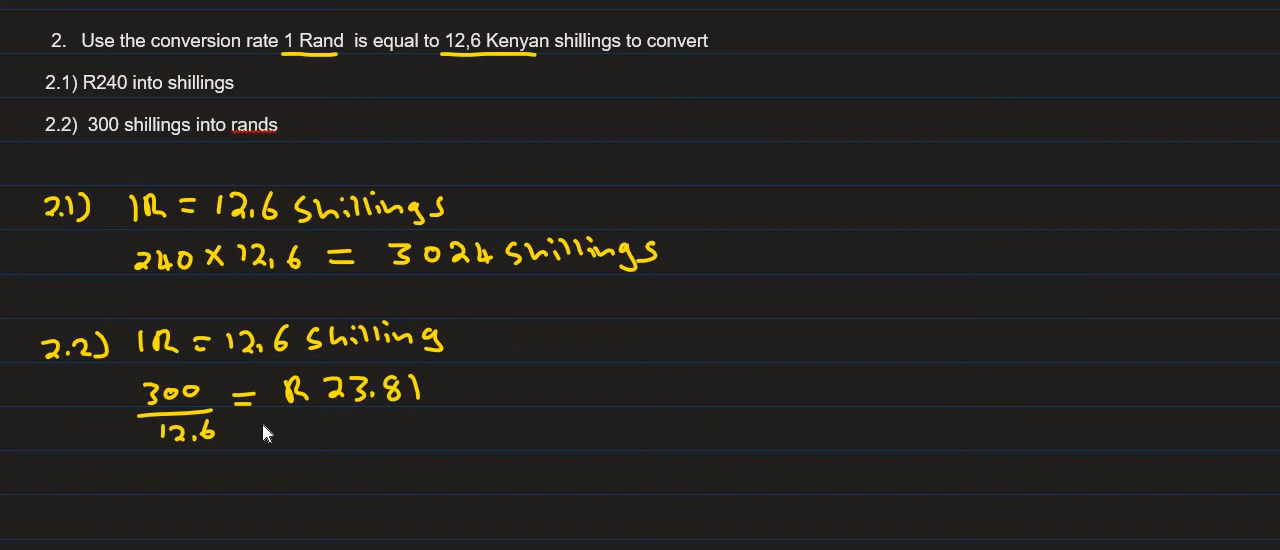 2. Use the conversion rate 1 Rand is equal to 12,6 Kenyan shillings to convert
2.1) R240 into shillings
2.2) 300 shillings into rands
2.1) 1R = 12.6 shillings
240 × 12,6 = 3024 shillings
2.2) 1R = 12.6 shilling
300
= R 23.81
12.6